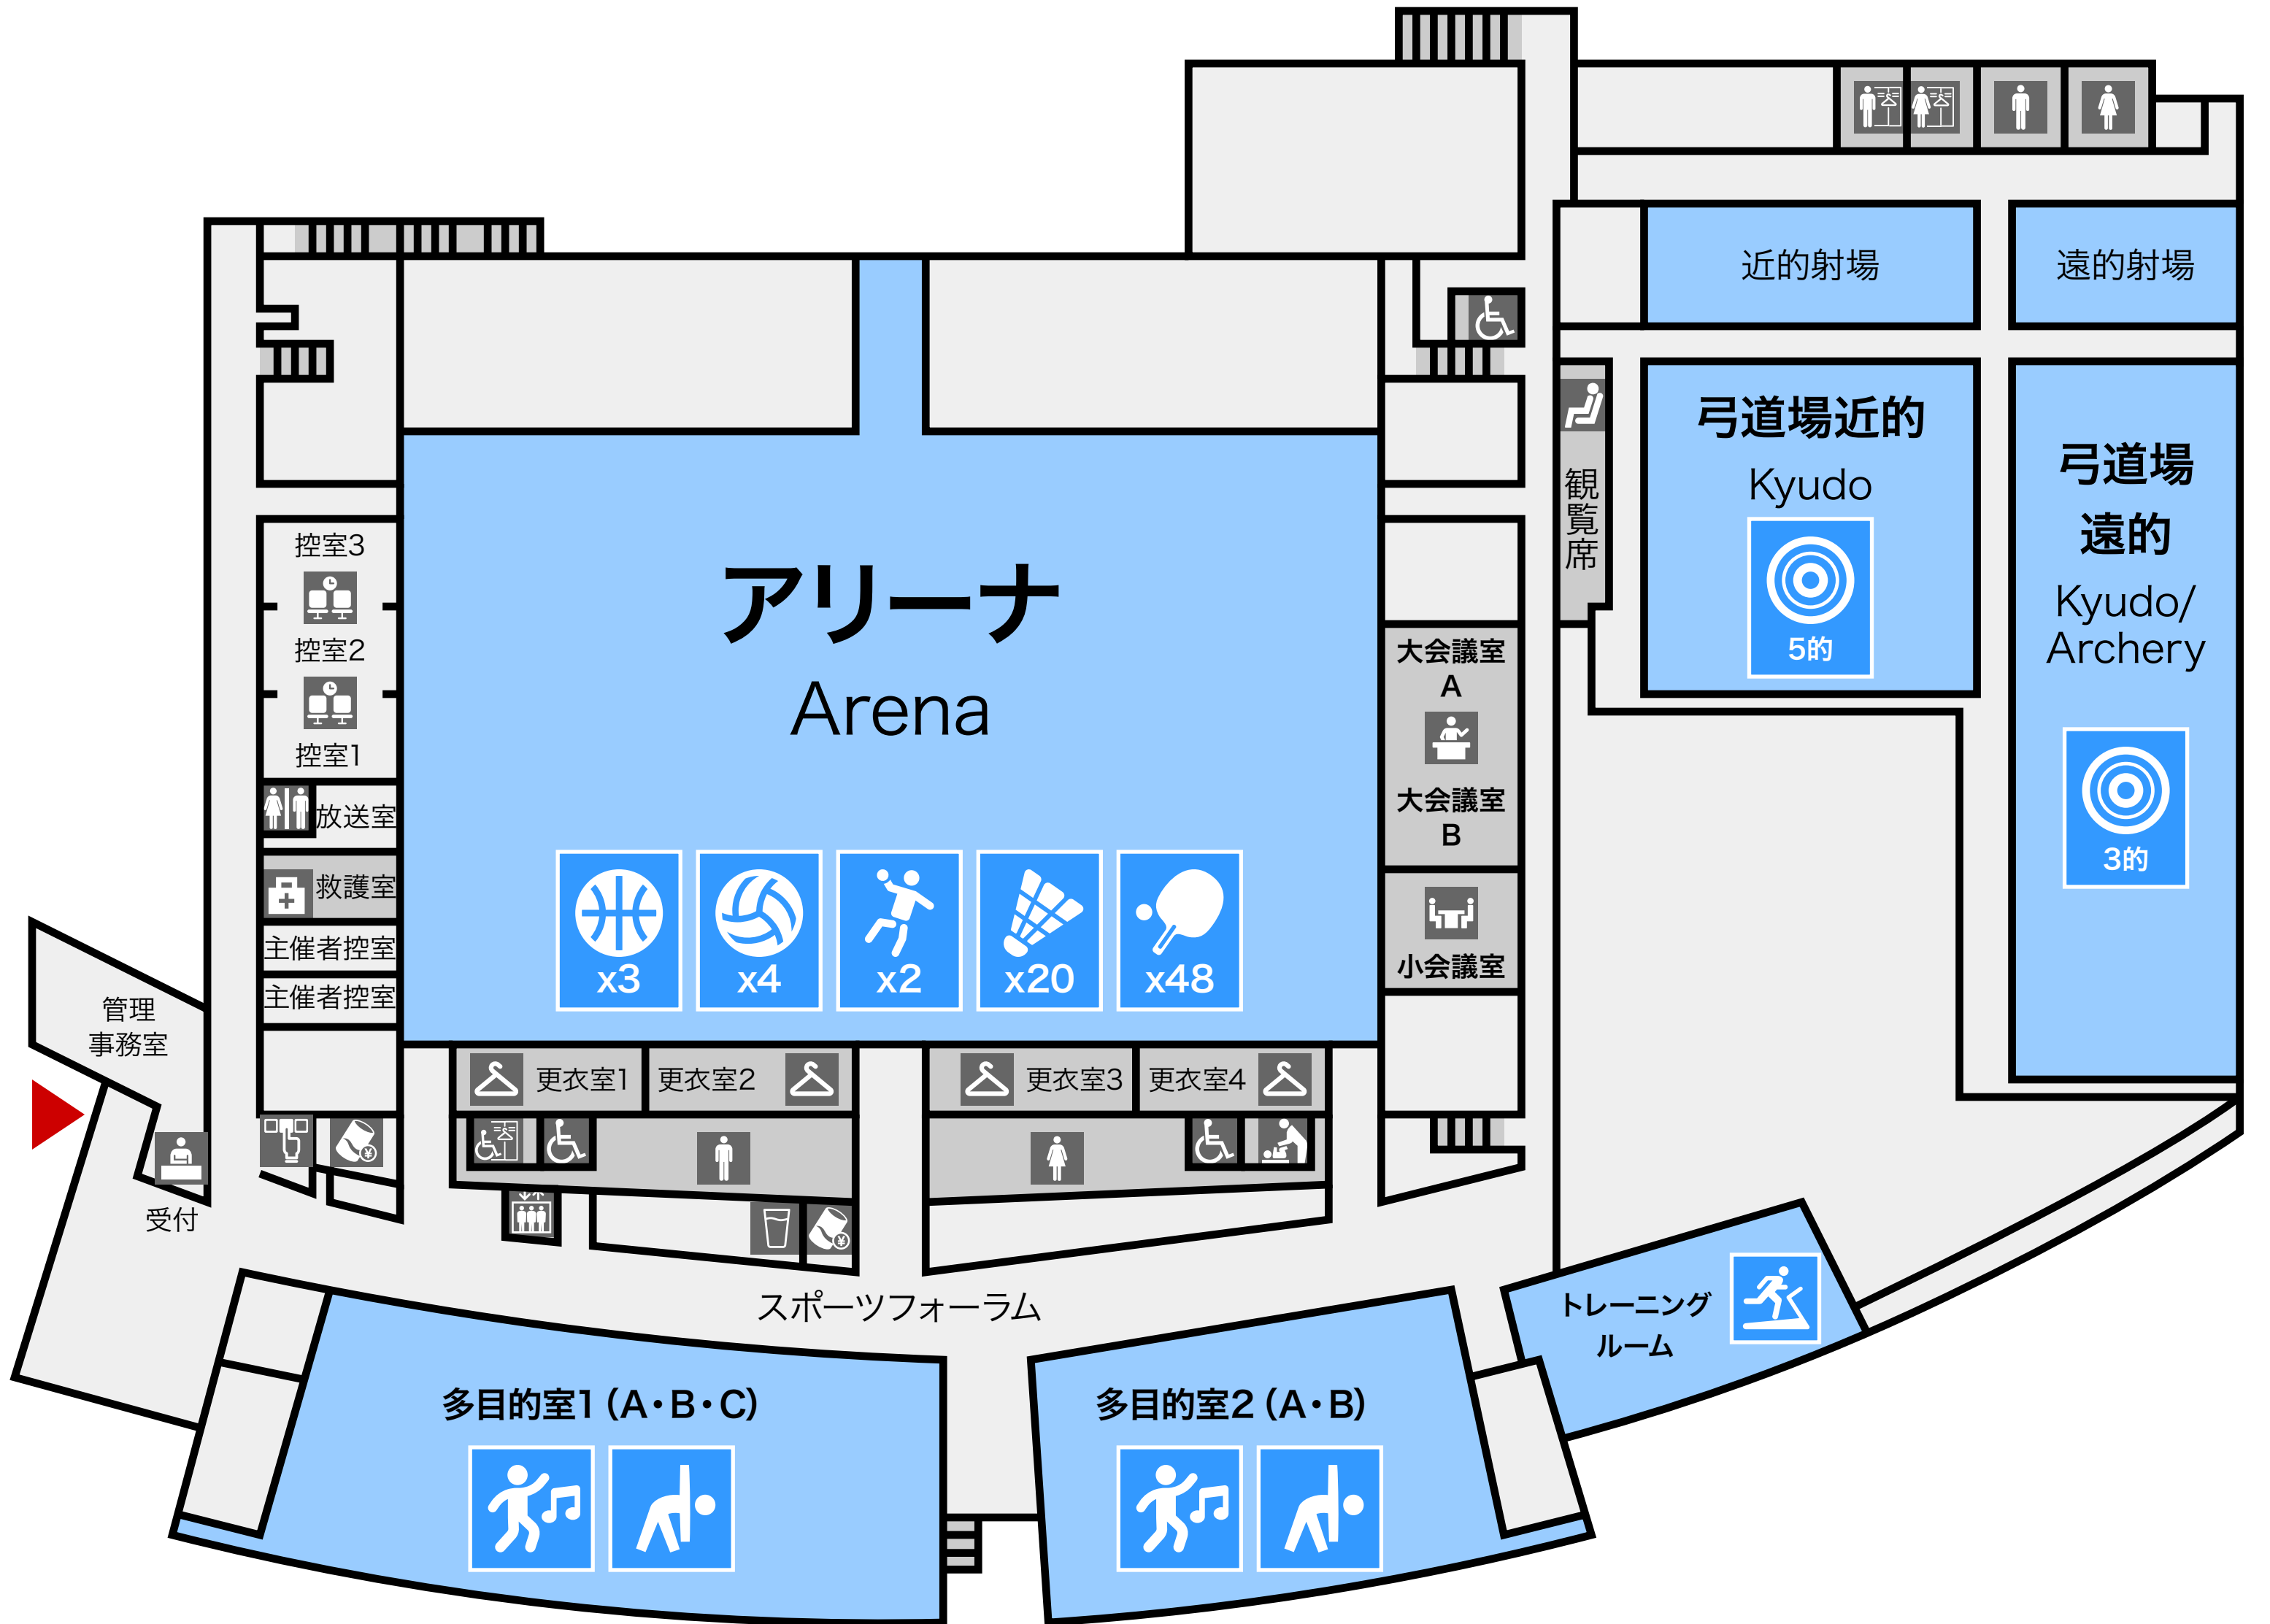 近的射場
遠的射場
弓道場近的
Kyudo
5的
弓道場
遠的
Kyudo/
Archery
3的
観覧席
控室3
控室2
控室1
放送室
救護室
主催者控室
主催者控室
管理
事務室
受付
アリーナ
Arena
x3
x4
x2
x20
x48
大会議室
A
大会議室
B
小会議室
更衣室1
更衣室2
更衣室3
更衣室4
¥
¥
スポーツフォーラム
トレーニング
ルーム
多目的室1(A・B・C)
多目的室2(A・B)